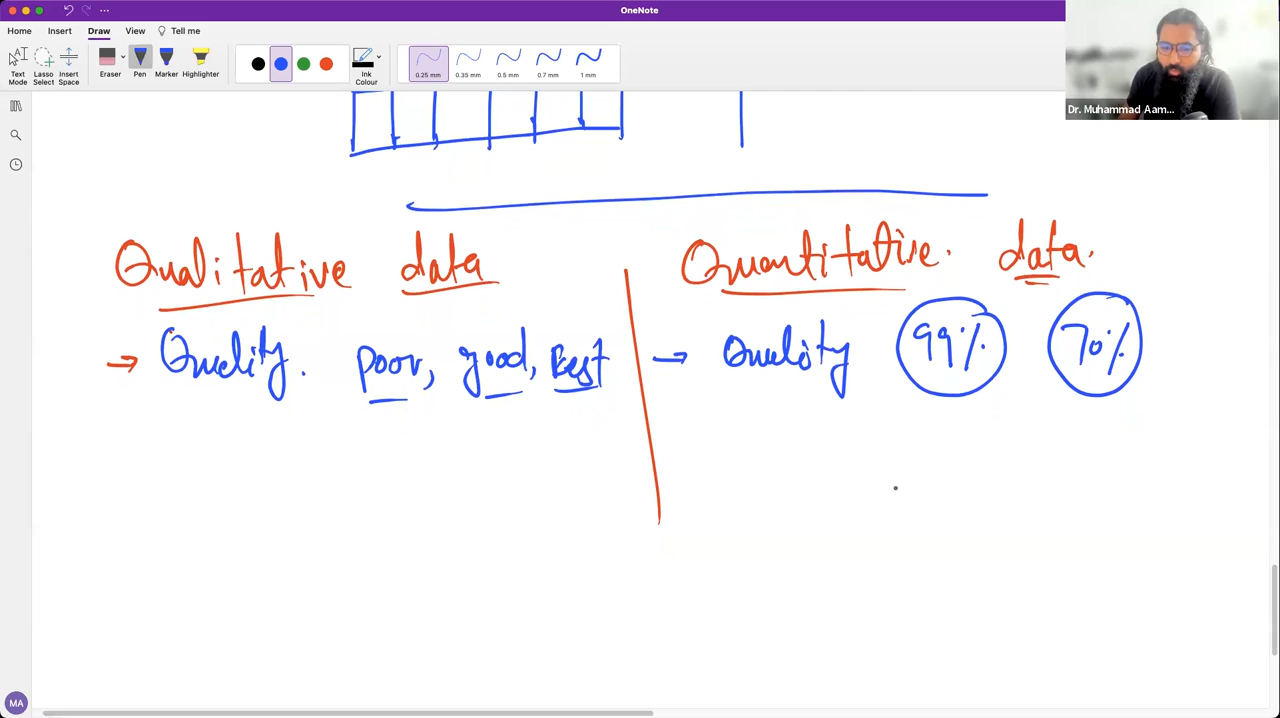 OneNote
Home Insert Draw View Tell me
Text Mode Lasso Select Insert Space Eraser Pen Marker Highlighter Ink Colour 0.25 mm 0.35 mm 0.5 mm 0.7 mm 1 mm
Dr. Muhammad Aam...
Qualitative data
Quantitative data.
→ Quality. poor, good, Best
→ Quality 99% 70%
MA